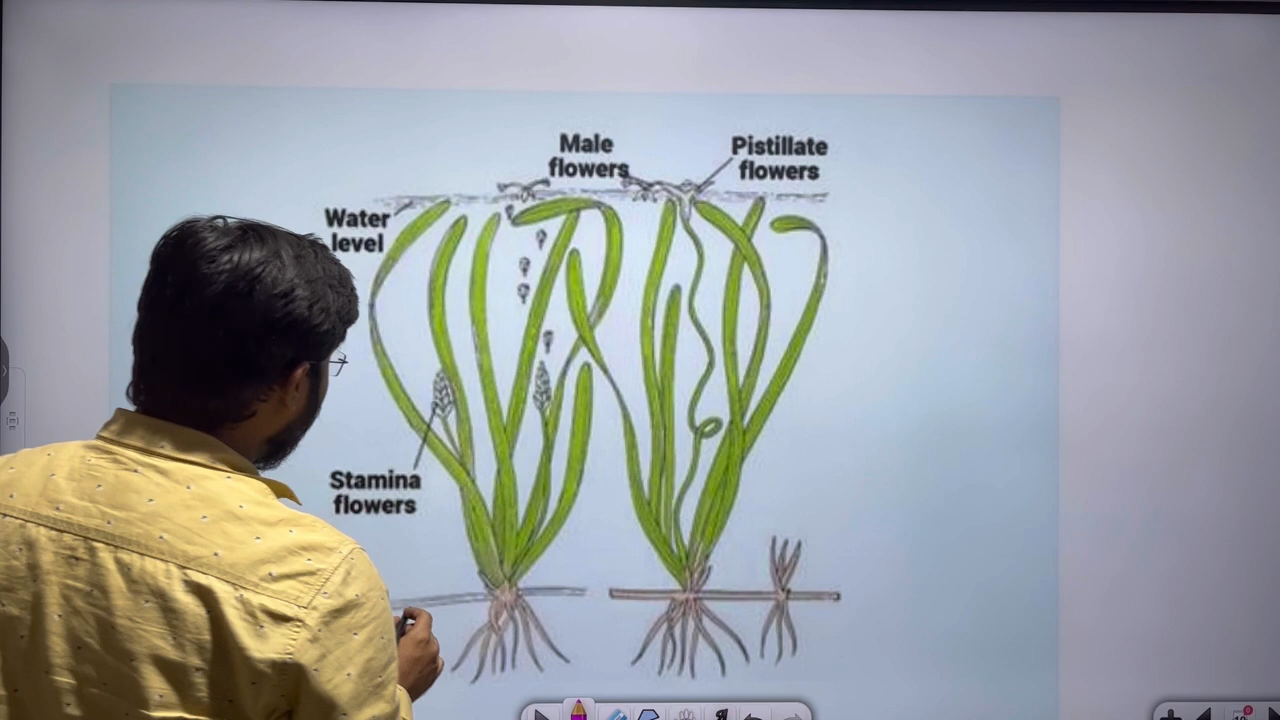 Male
flowers
Pistillate
flowers
Water
level
Stamina
flowers